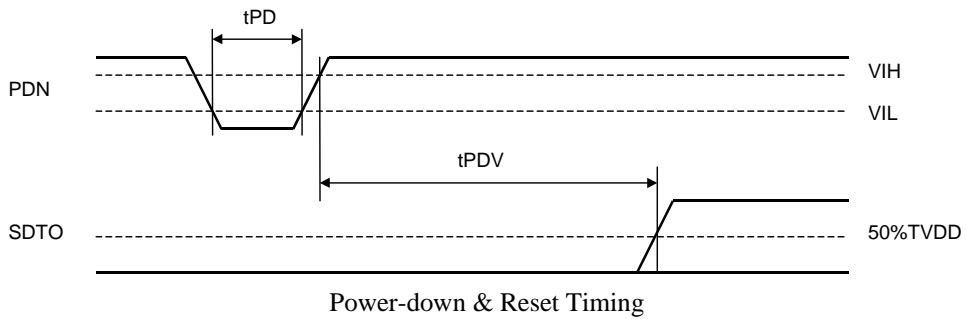 tPD
VIH
PDN
VIL
tPDV
SDTO
50%TVDD
Power-down & Reset Timing